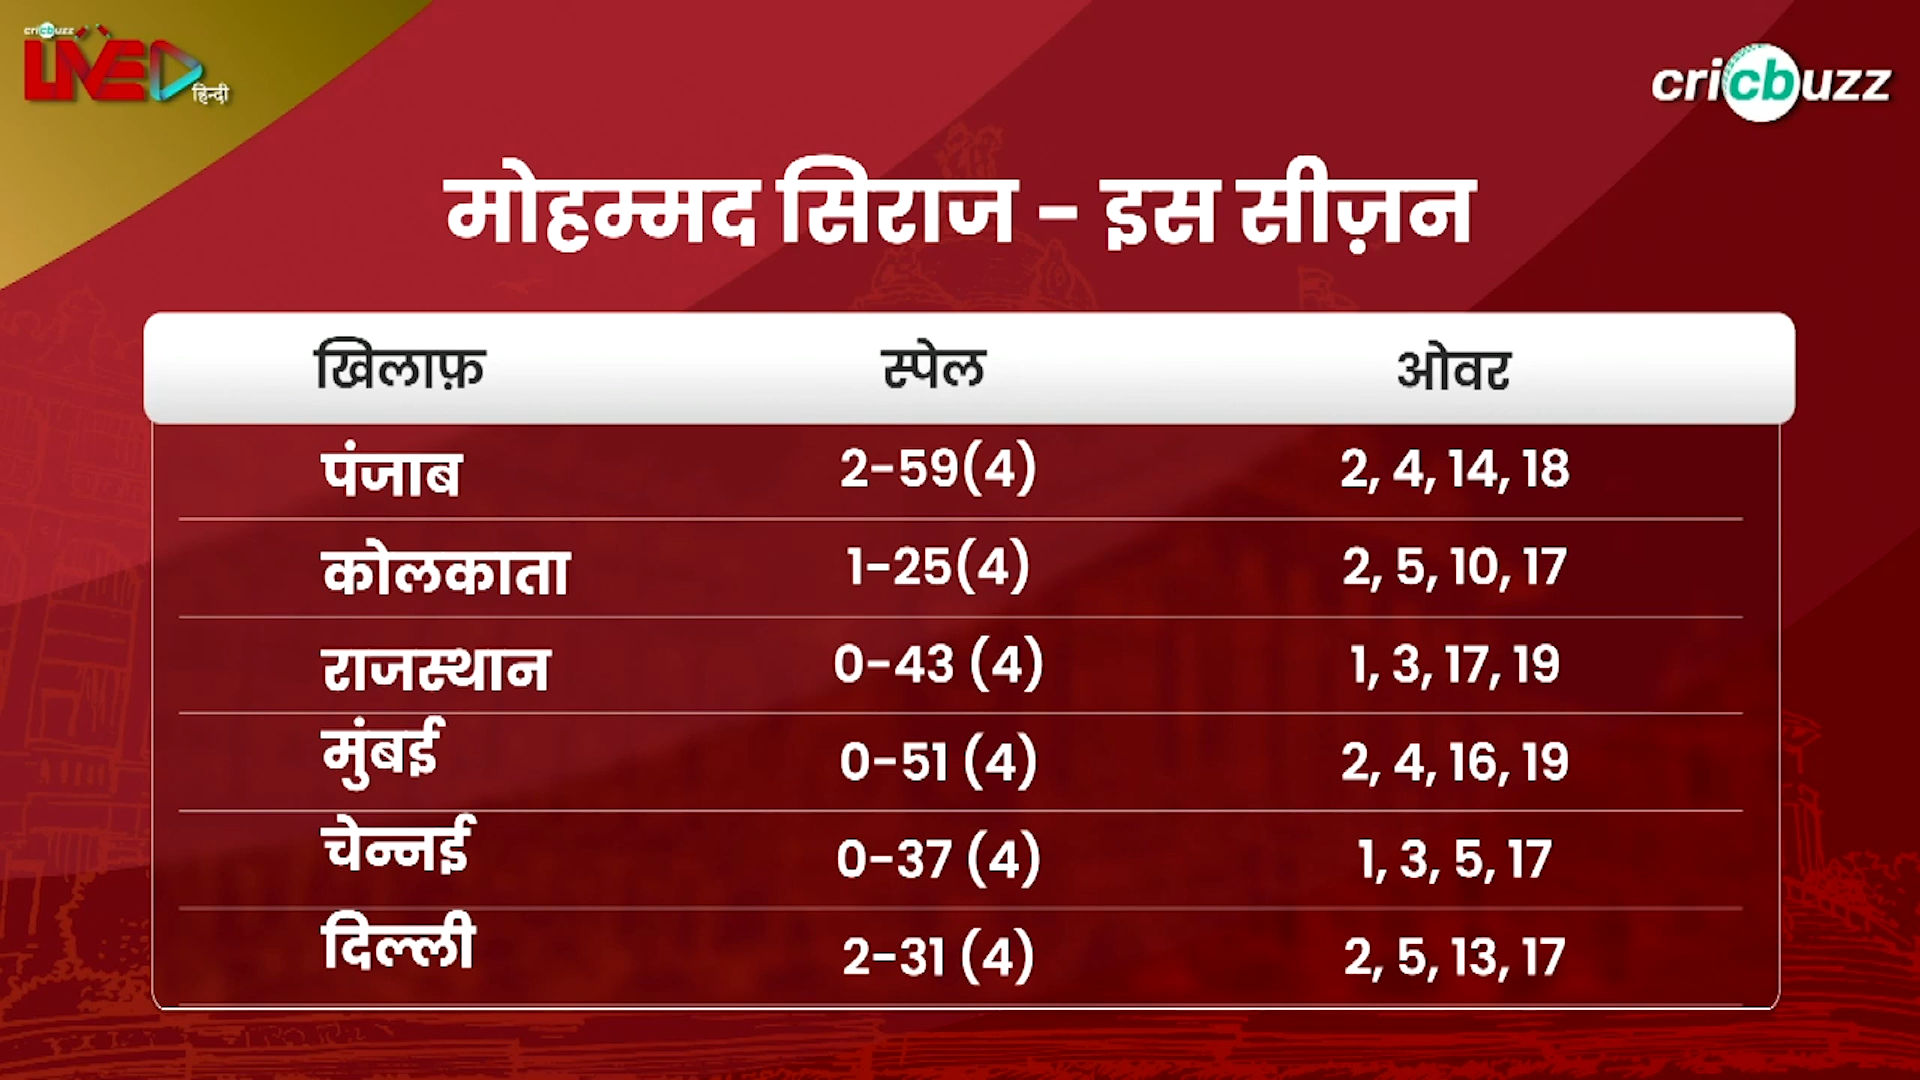 cricbuzz
LIVE
हिन्दी
cricbuzz
मोहम्मद सिराज - इस सीज़न
खिलाफ़ स्पेल ओवर
पंजाब 2-59(4) 2, 4, 14, 18
कोलकाता 1-25(4) 2, 5, 10, 17
राजस्थान 0-43 (4) 1, 3, 17, 19
मुंबई 0-51 (4) 2, 4, 16, 19
चेन्नई 0-37 (4) 1, 3, 5, 17
दिल्ली 2-31 (4) 2, 5, 13, 17